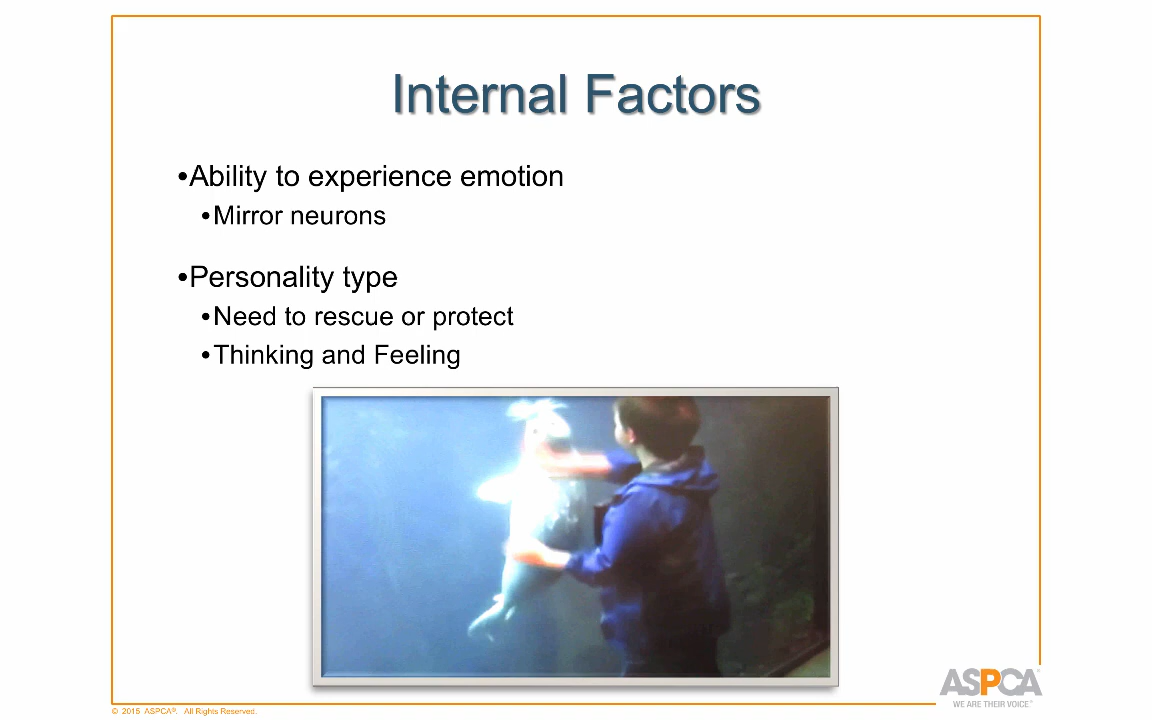 Internal Factors
•Ability to experience emotion
•Mirror neurons
•Personality type
•Need to rescue or protect
•Thinking and Feeling
ASPCA®
WE ARE THEIR VOICE.®
© 2015 ASPCA®. All Rights Reserved.